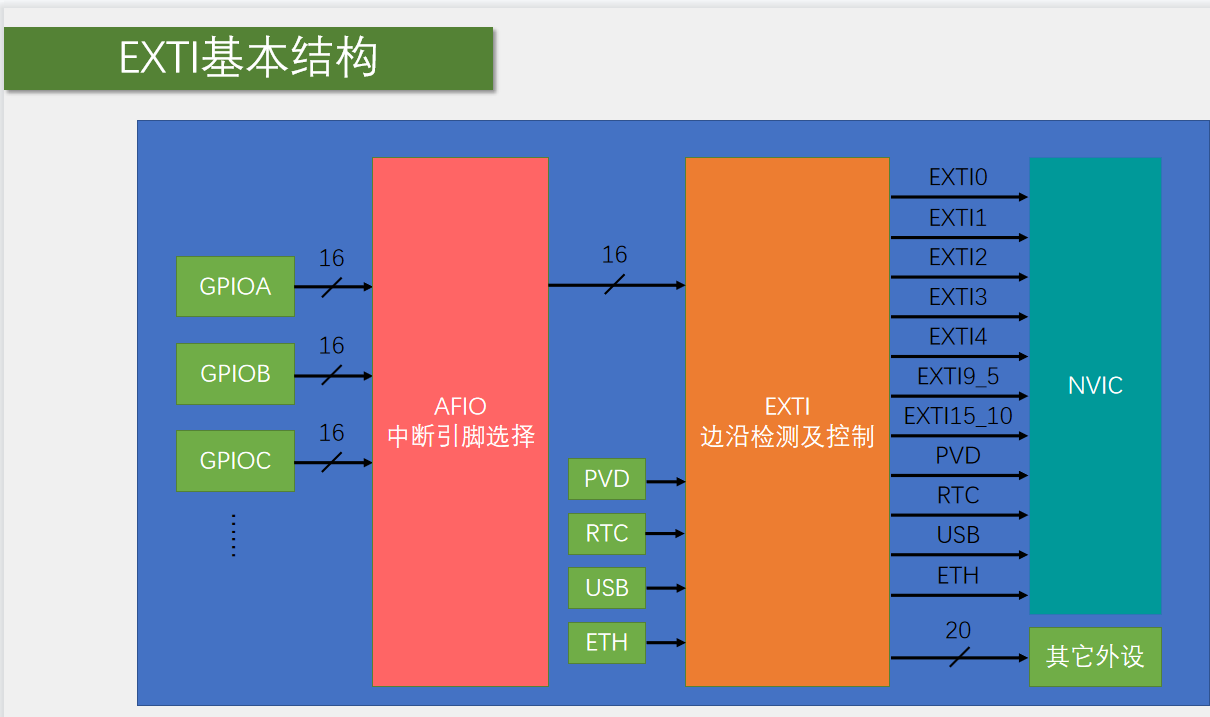 EXTI基本结构
GPIOA
16
GPIOB
16
GPIOC
16
AFIO
中断引脚选择
16
PVD
RTC
USB
ETH
EXTI
边沿检测及控制
EXTI0
EXTI1
EXTI2
EXTI3
EXTI4
EXTI9_5
EXTI15_10
PVD
RTC
USB
ETH
20
NVIC
其它外设